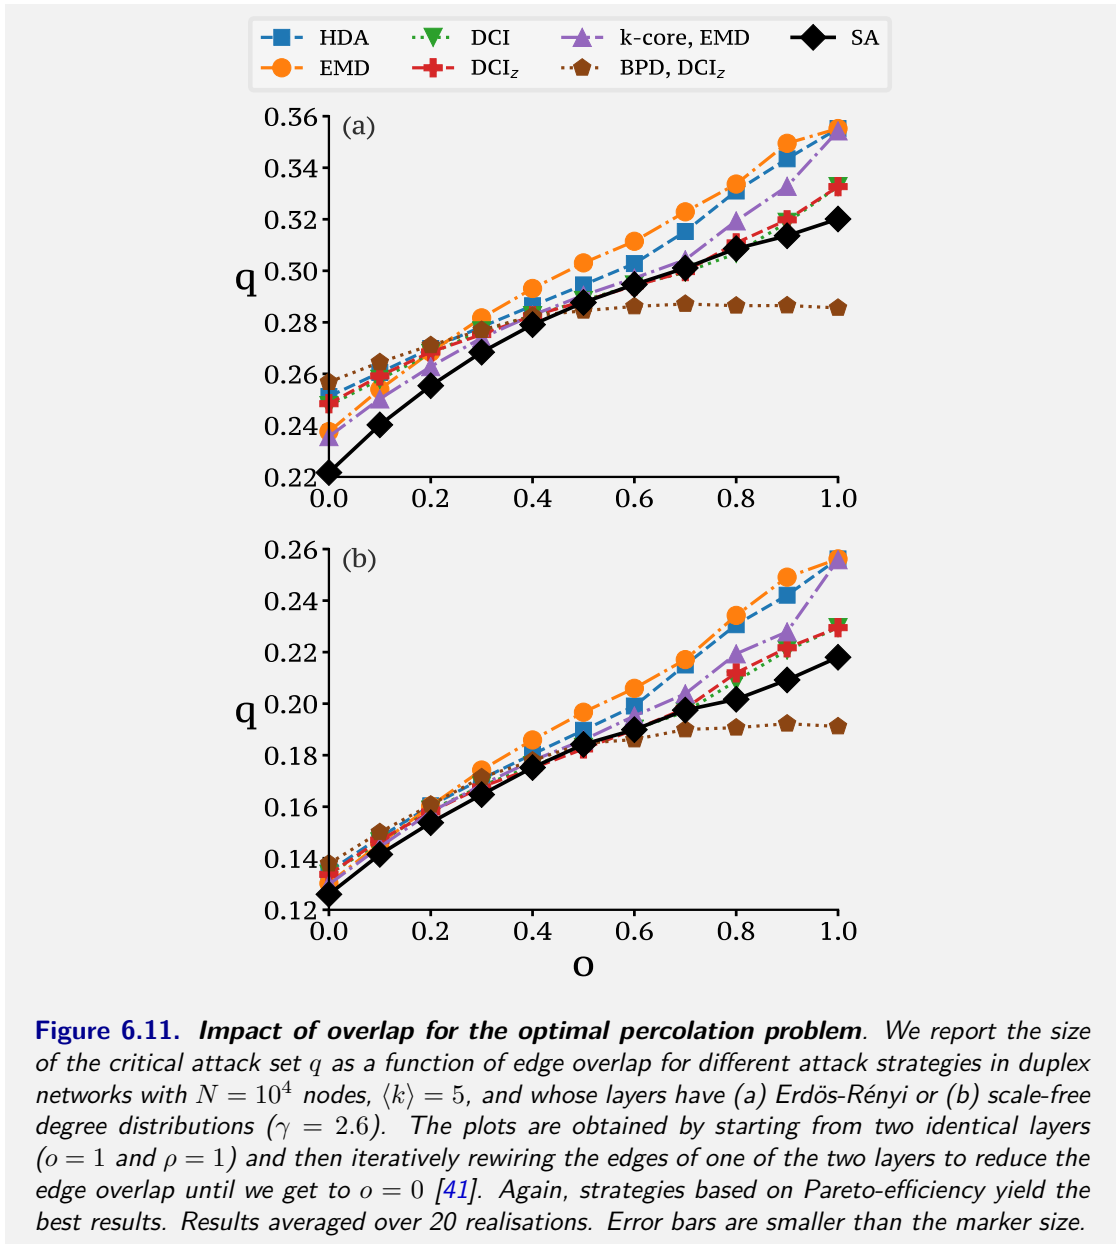 HDA DCI k-core, EMD SA
EMD DCI_z BPD, DCI_z
(a)
0.36
0.34
0.32
0.30
q
0.28
0.26
0.24
0.22
0.0 0.2 0.4 0.6 0.8 1.0
(b)
0.26
0.24
0.22
0.20
q
0.18
0.16
0.14
0.12
0.0 0.2 0.4 0.6 0.8 1.0
o
Figure 6.11. Impact of overlap for the optimal percolation problem. We report the size
of the critical attack set q as a function of edge overlap for different attack strategies in duplex
networks with N = 10⁴ nodes, ⟨k⟩ = 5, and whose layers have (a) Erdös-Rényi or (b) scale-free
degree distributions (γ = 2.6). The plots are obtained by starting from two identical layers
(o = 1 and ρ = 1) and then iteratively rewiring the edges of one of the two layers to reduce the
edge overlap until we get to o = 0 [41]. Again, strategies based on Pareto-efficiency yield the
best results. Results averaged over 20 realisations. Error bars are smaller than the marker size.